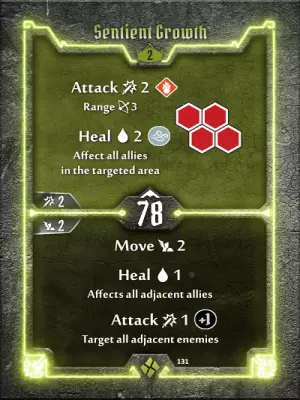 Sentient Growth
2
Attack 2
Range 3
Heal 2
Affect all allies
in the targeted area
2
78
2
Move 2
Heal 1
Affects all adjacent allies
Attack 1 +1
Target all adjacent enemies
131